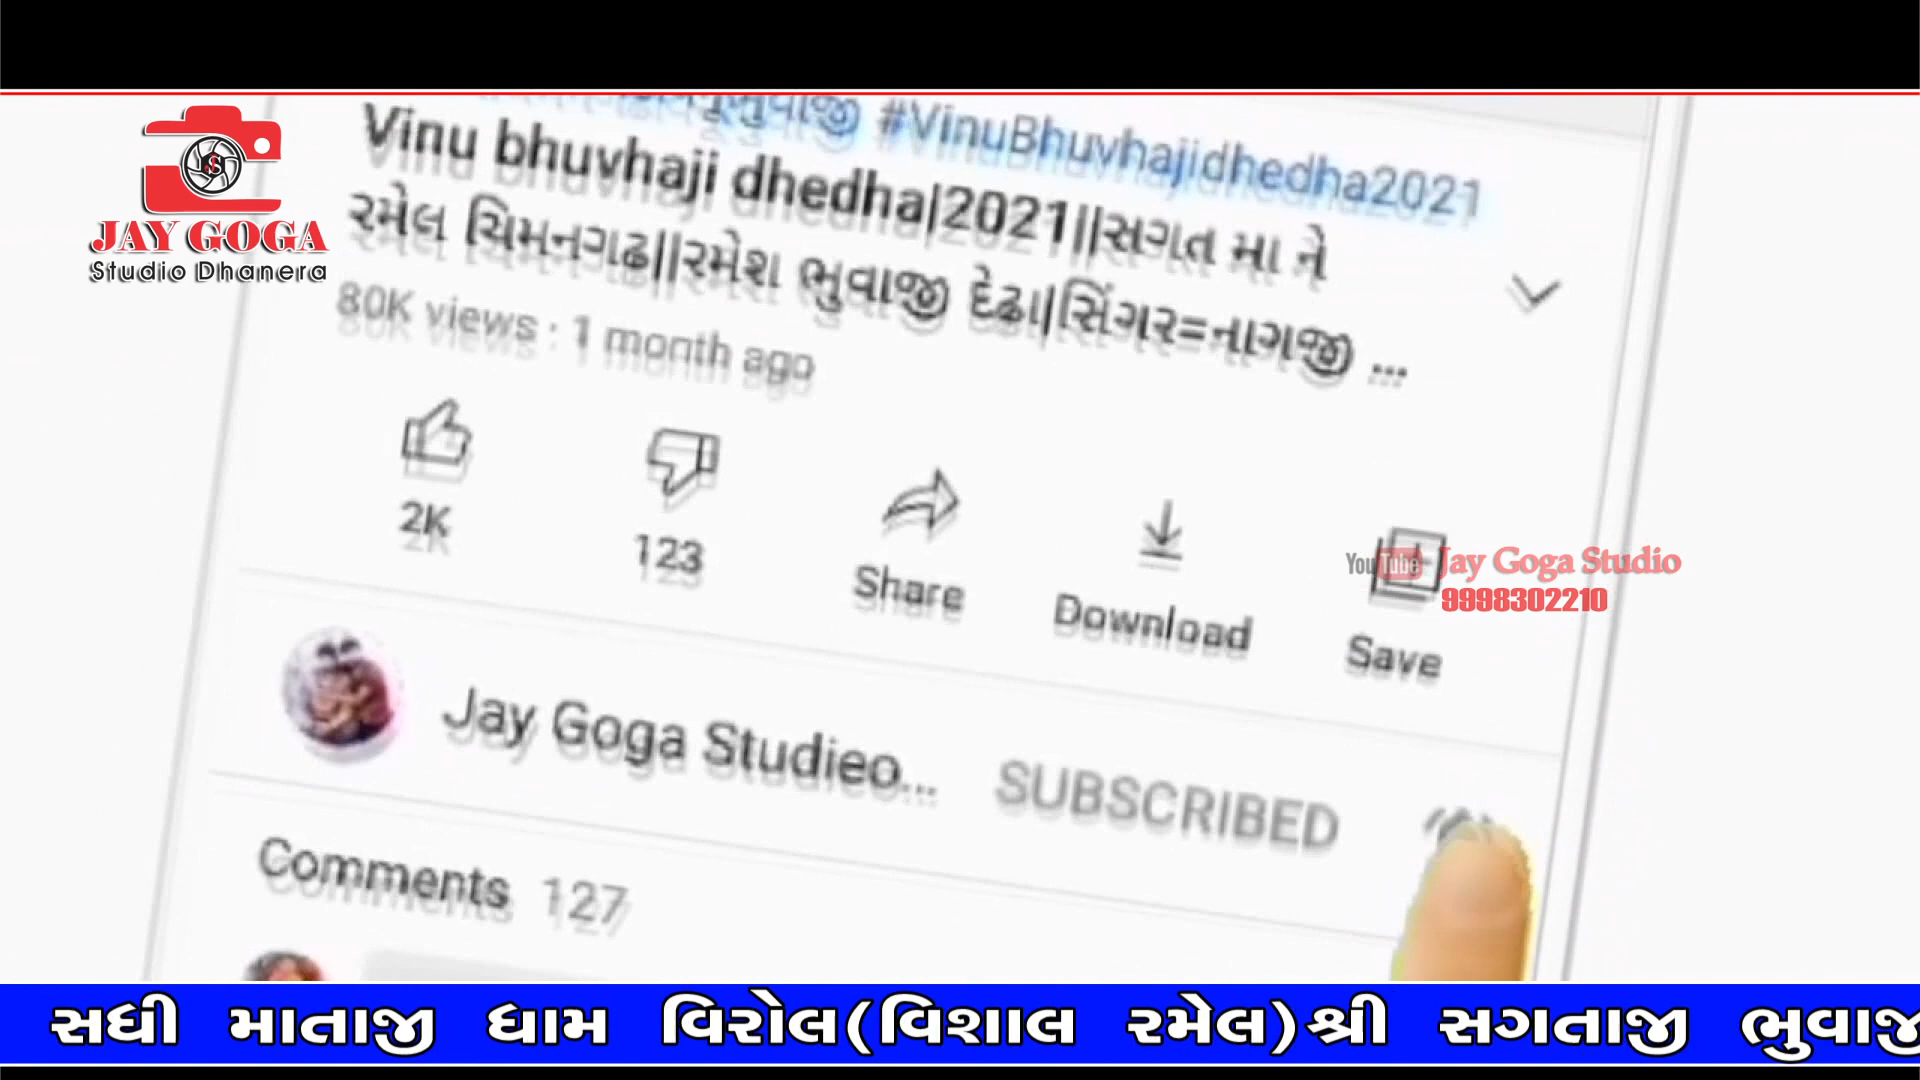 JAY GOGA
Studio Dhanera
#VinuBhuvhajidhedha2021
Vinu bhuvhaji dhedha|2021||સગત મા ને
રમેલ ચિમનગઢ||રમેશ ભુવાજી દેઢા|સિંગર=નાગજી ...
80K views · 1 month ago
2K
123
Share
Download
Save
YouTube Jay Goga Studio
9998302210
Jay Goga Studieo...
SUBSCRIBED
Comments 127
સધી માતાજી ધામ વિરોલ(વિશાલ રમેલ)શ્રી સગતાજી ભુવાજી